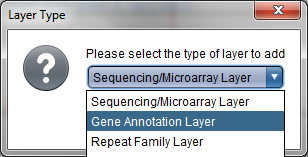 Layer Type
Please select the type of layer to add
Sequencing/Microarray Layer
Sequencing/Microarray Layer
Gene Annotation Layer
Repeat Family Layer